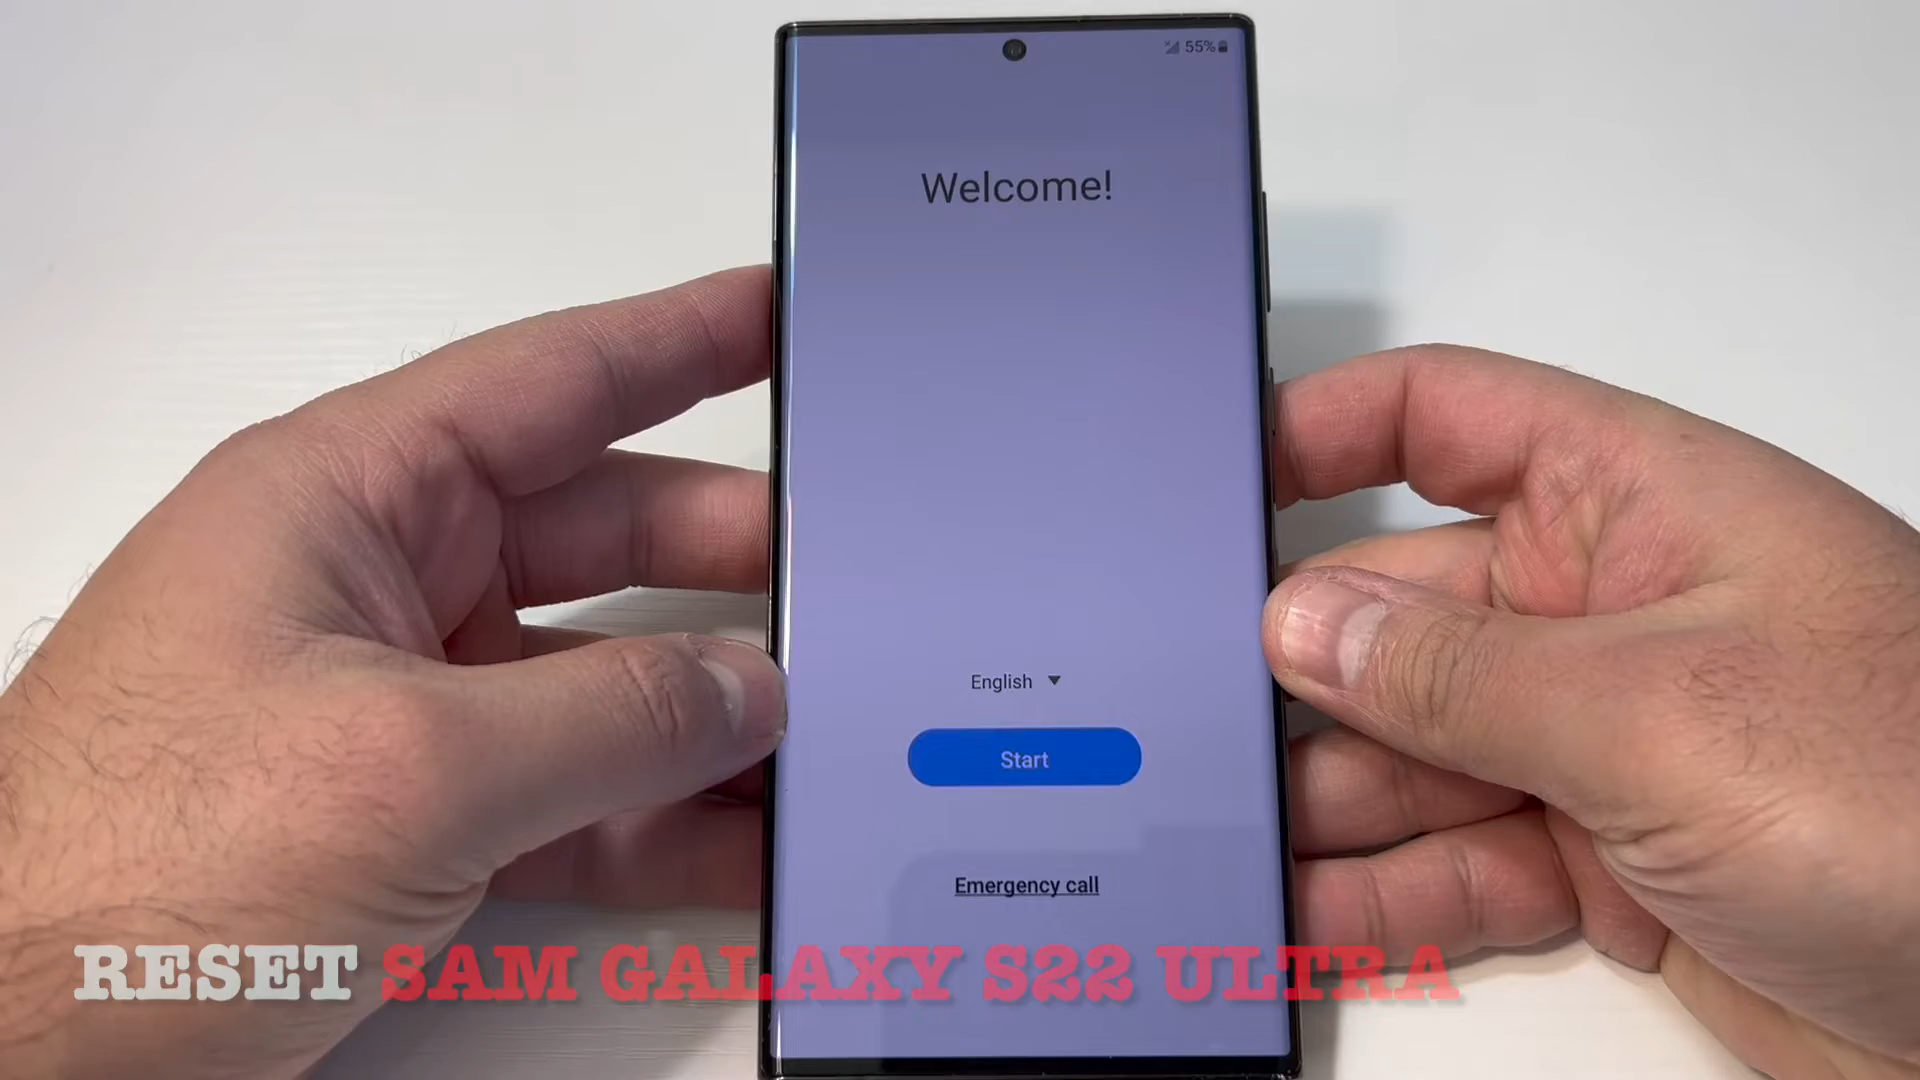 55%
Welcome!
English
Start
Emergency call
RESET SAM GALAXY S22 ULTRA